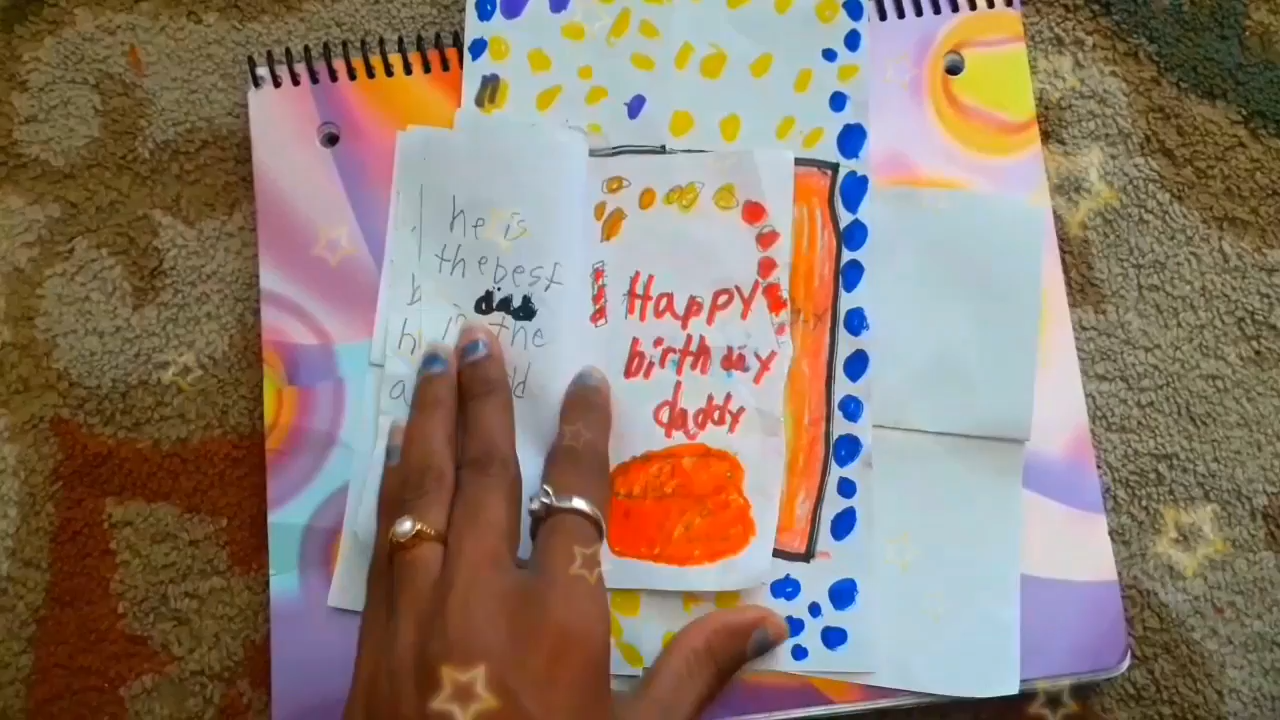 he is
the best
dad
the
Happy
birthday
daddy